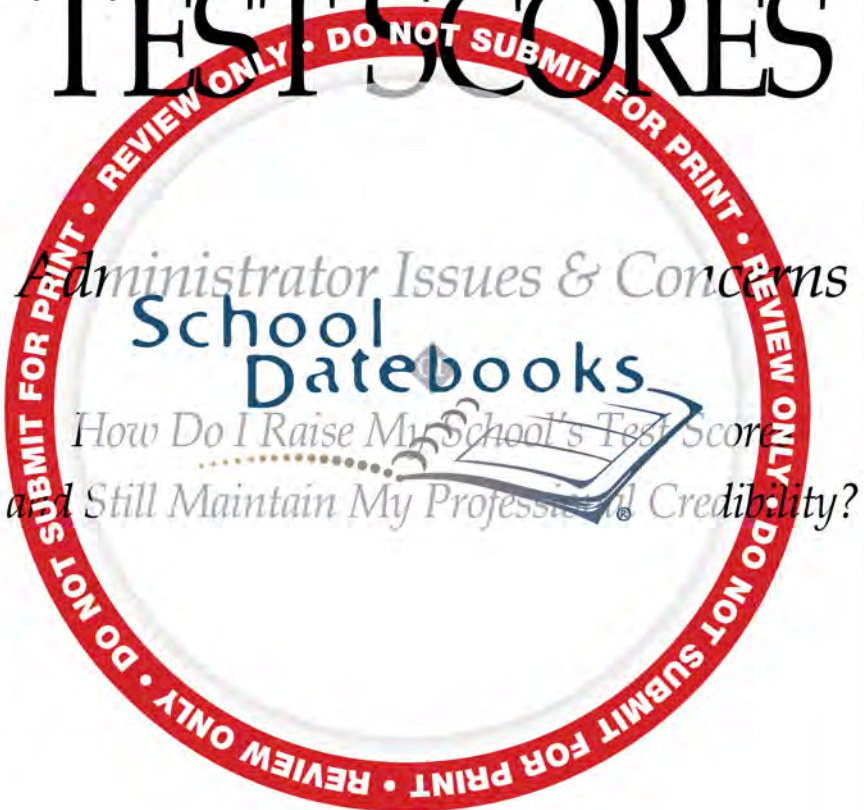 TEST SCORES
REVIEW ONLY • DO NOT SUBMIT FOR PRINT • REVIEW ONLY • DO NOT SUBMIT FOR PRINT • REVIEW ONLY • DO NOT SUBMIT FOR PRINT •
Administrator Issues & Concerns
School
Datebooks
®
How Do I Raise My School's Test Score
and Still Maintain My Professional Credibility?